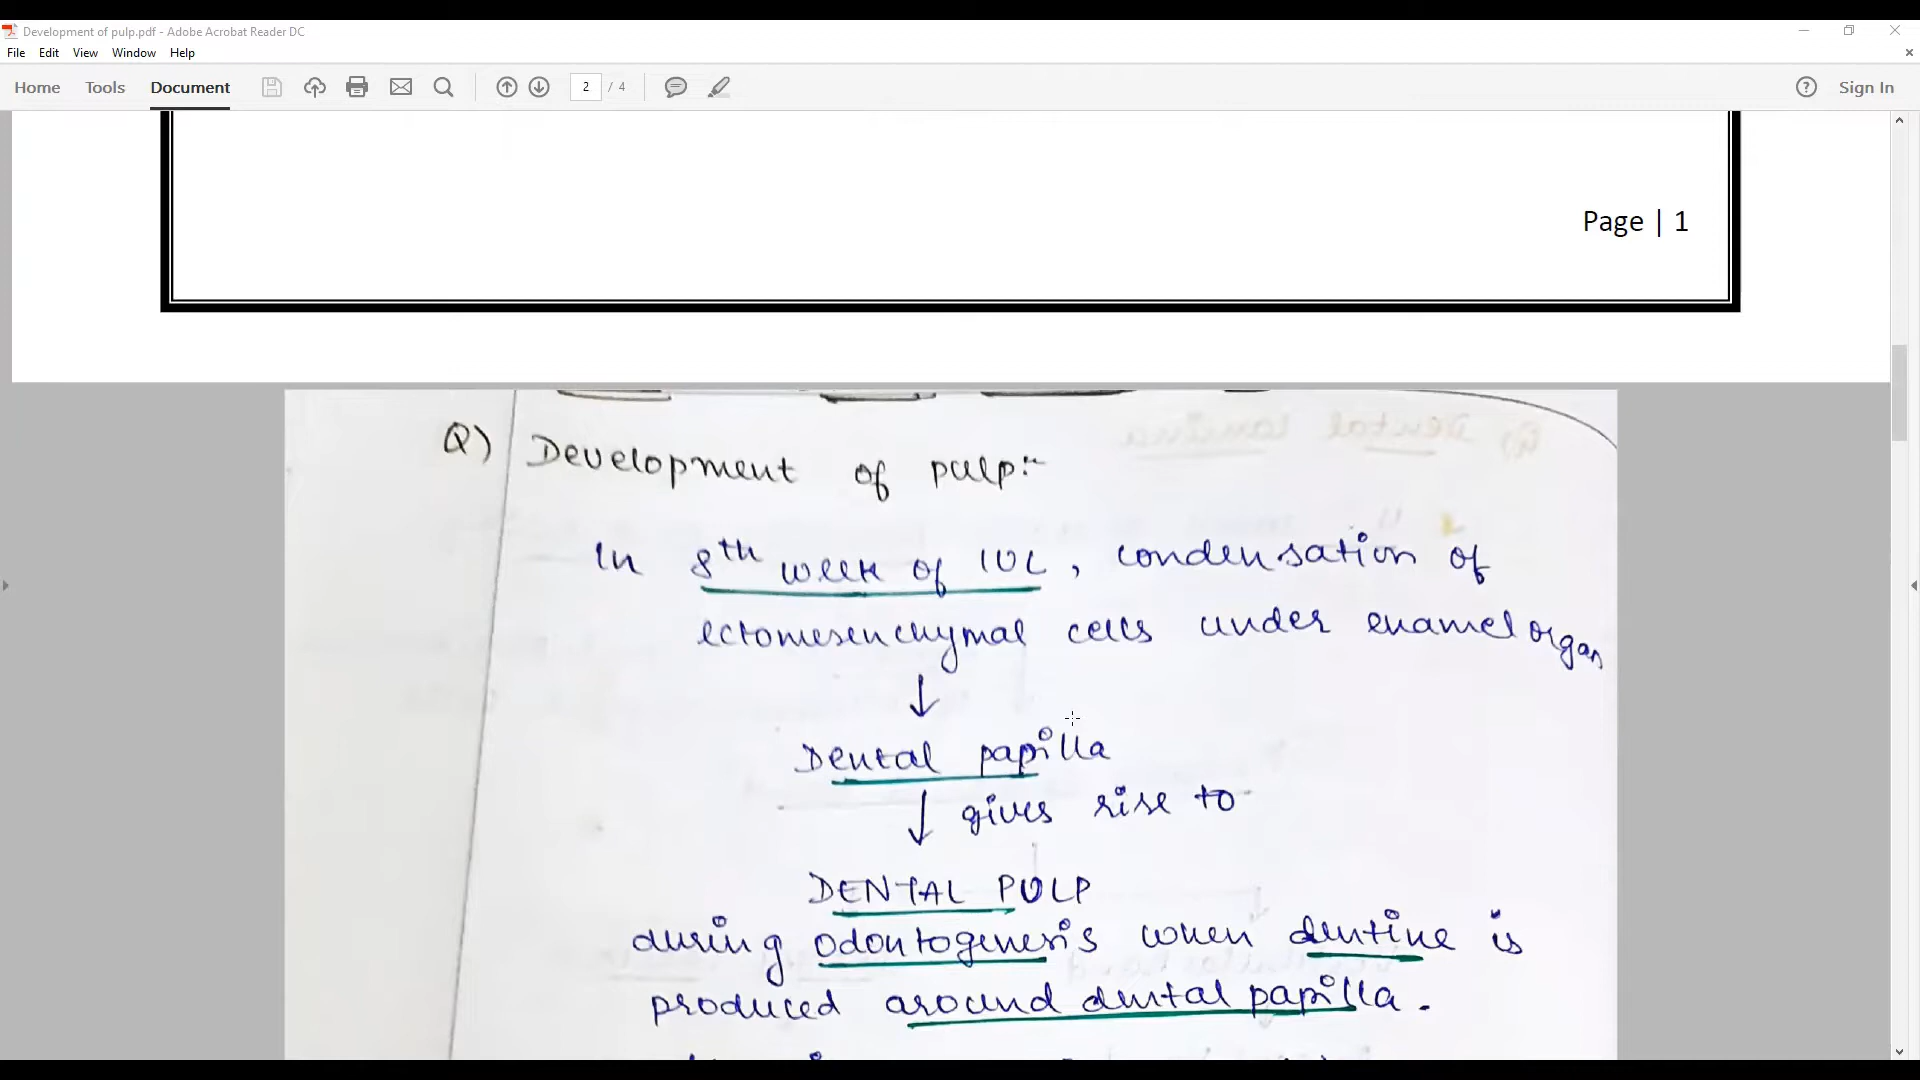 Development of pulp.pdf - Adobe Acrobat Reader DC
File Edit View Window Help
Home Tools Document 2 / 4 Sign In
Page | 1
Q) Development of pulp:-
In 8th week of IUL, condensation of
ectomesenchymal cells under enamel organ
↓
Dental papilla
↓ gives rise to
DENTAL PULP
during odontogenesis when dentine is
produced around dental papilla.